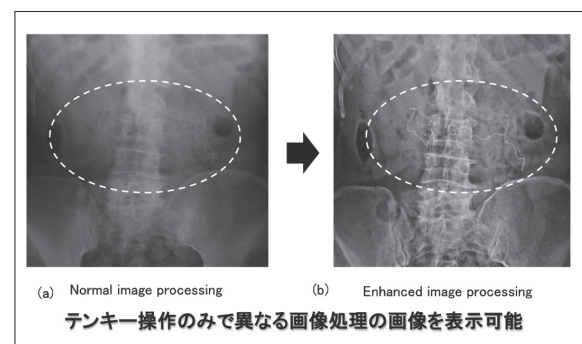 (a) Normal image processing
(b) Enhanced image processing
テンキー操作のみで異なる画像処理の画像を表示可能